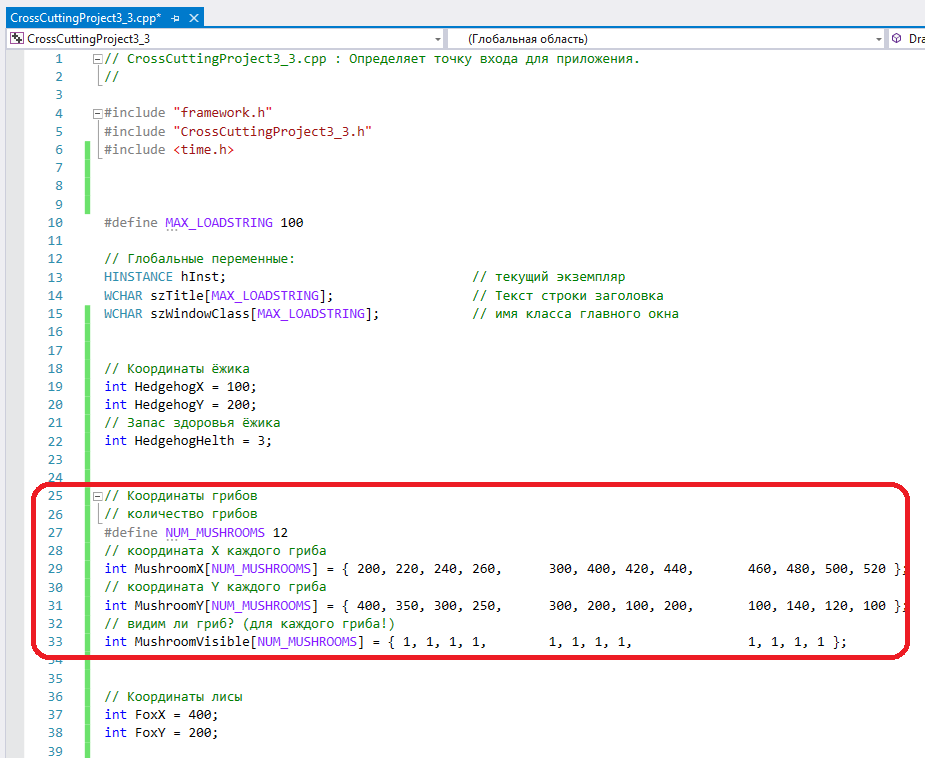 CrossCuttingProject3_3.cpp*
CrossCuttingProject3_3 (Глобальная область) Dra
1 // CrossCuttingProject3_3.cpp : Определяет точку входа для приложения.
2 //
3
4 #include "framework.h"
5 #include "CrossCuttingProject3_3.h"
6 #include <time.h>
7
8
9
10 #define MAX_LOADSTRING 100
11
12 // Глобальные переменные:
13 HINSTANCE hInst; // текущий экземпляр
14 WCHAR szTitle[MAX_LOADSTRING]; // Текст строки заголовка
15 WCHAR szWindowClass[MAX_LOADSTRING]; // имя класса главного окна
16
17
18 // Координаты ёжика
19 int HedgehogX = 100;
20 int HedgehogY = 200;
21 // Запас здоровья ёжика
22 int HedgehogHelth = 3;
23
24
25 // Координаты грибов
26 // количество грибов
27 #define NUM_MUSHROOMS 12
28 // координата X каждого гриба
29 int MushroomX[NUM_MUSHROOMS] = { 200, 220, 240, 260, 300, 400, 420, 440, 460, 480, 500, 520 };
30 // координата Y каждого гриба
31 int MushroomY[NUM_MUSHROOMS] = { 400, 350, 300, 250, 300, 200, 100, 200, 100, 140, 120, 100 };
32 // видим ли гриб? (для каждого гриба!)
33 int MushroomVisible[NUM_MUSHROOMS] = { 1, 1, 1, 1, 1, 1, 1, 1, 1, 1, 1, 1 };
34
35
36 // Координаты лисы
37 int FoxX = 400;
38 int FoxY = 200;
39